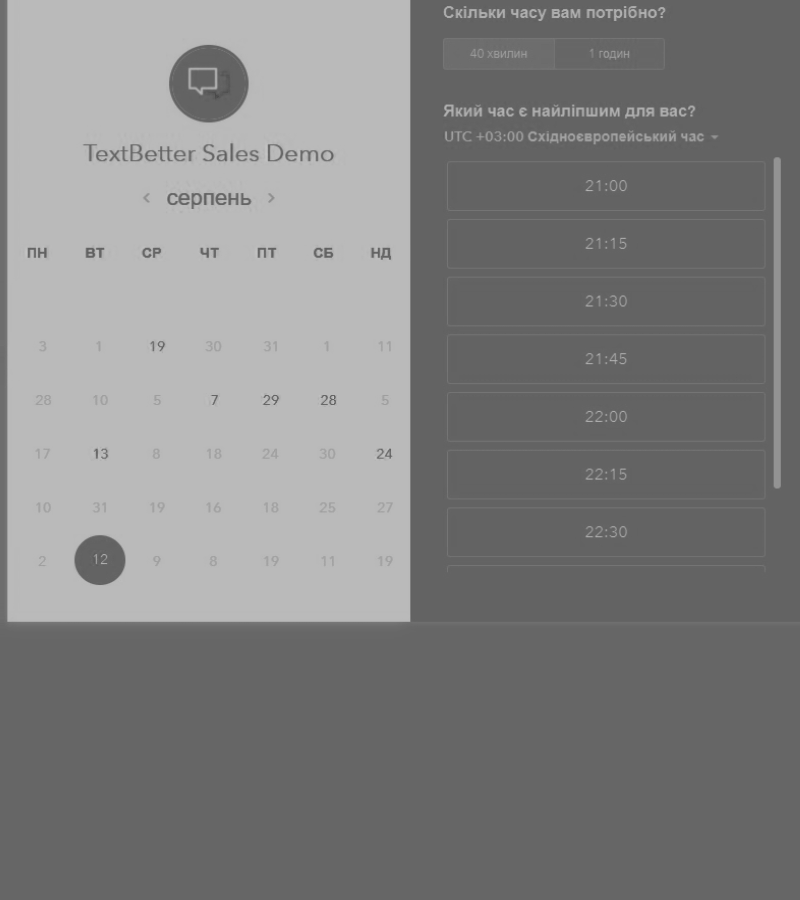 TextBetter Sales Demo
серпень
ПН ВТ СР ЧТ ПТ СБ НД
3 1 19 30 31 1 11
28 10 5 7 29 28 5
17 13 8 18 24 30 24
10 31 19 16 18 25 27
2 12 9 8 19 11 19
Скільки часу вам потрібно?
40 хвилин 1 годин
Який час є найліпшим для вас?
UTC +03:00 Східноєвропейський час
21:00
21:15
21:30
21:45
22:00
22:15
22:30